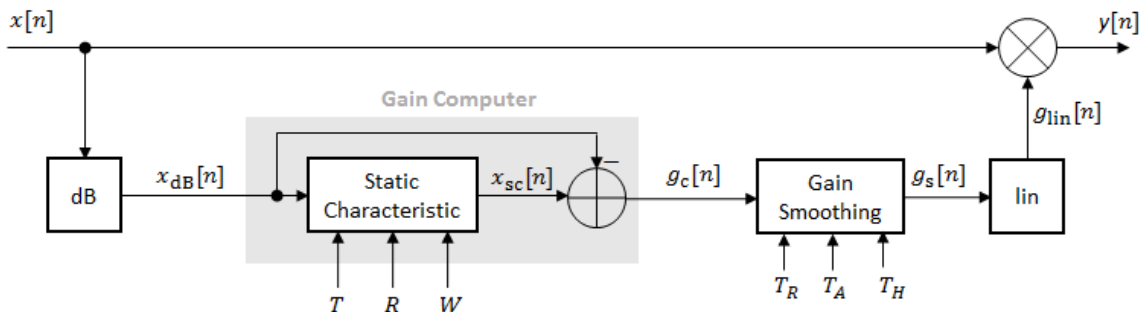 x[n]
y[n]
Gain Computer
g_lin[n]
dB
x_dB[n]
Static
Characteristic
x_sc[n]
−
g_c[n]
Gain
Smoothing
g_s[n]
lin
T
R
W
T_R
T_A
T_H